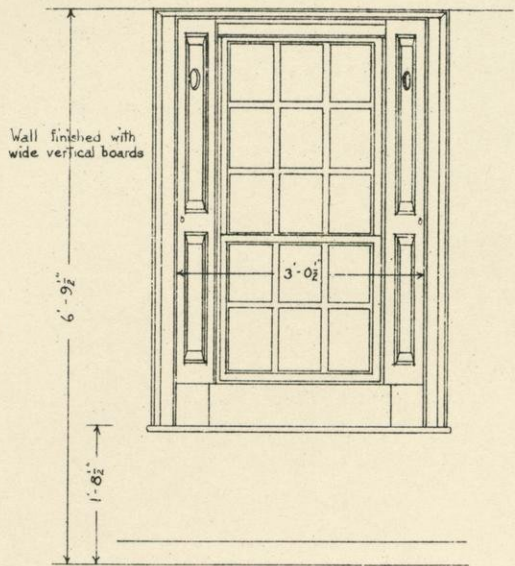 Wall finished with
wide vertical boards
3'-0½"
6'-9½"
1'-8½"